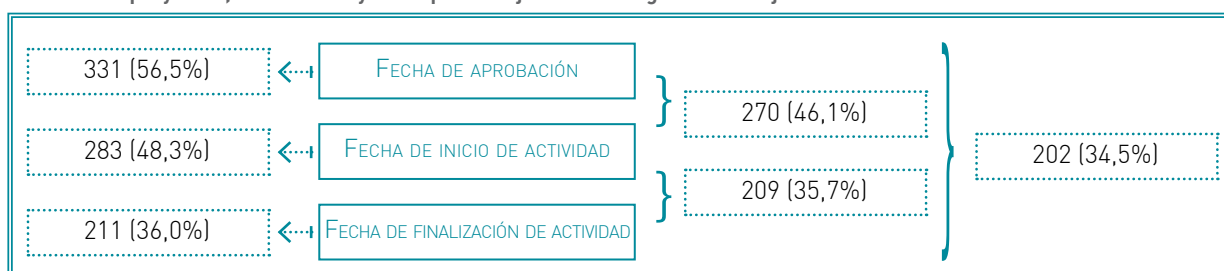 331 (56,5%)
Fecha de aprobación
270 (46,1%)
283 (48,3%)
Fecha de inicio de actividad
202 (34,5%)
209 (35,7%)
211 (36,0%)
Fecha de finalización de actividad